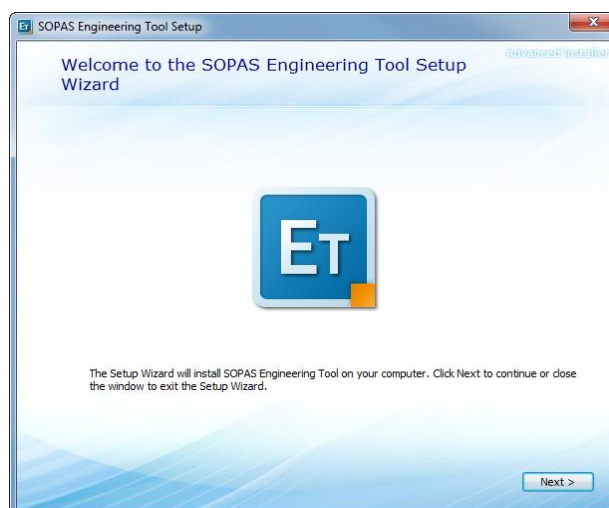 SOPAS Engineering Tool Setup
Advanced Installer
Welcome to the SOPAS Engineering Tool Setup
Wizard
ET
The Setup Wizard will install SOPAS Engineering Tool on your computer. Click Next to continue or close
the window to exit the Setup Wizard.
Next >